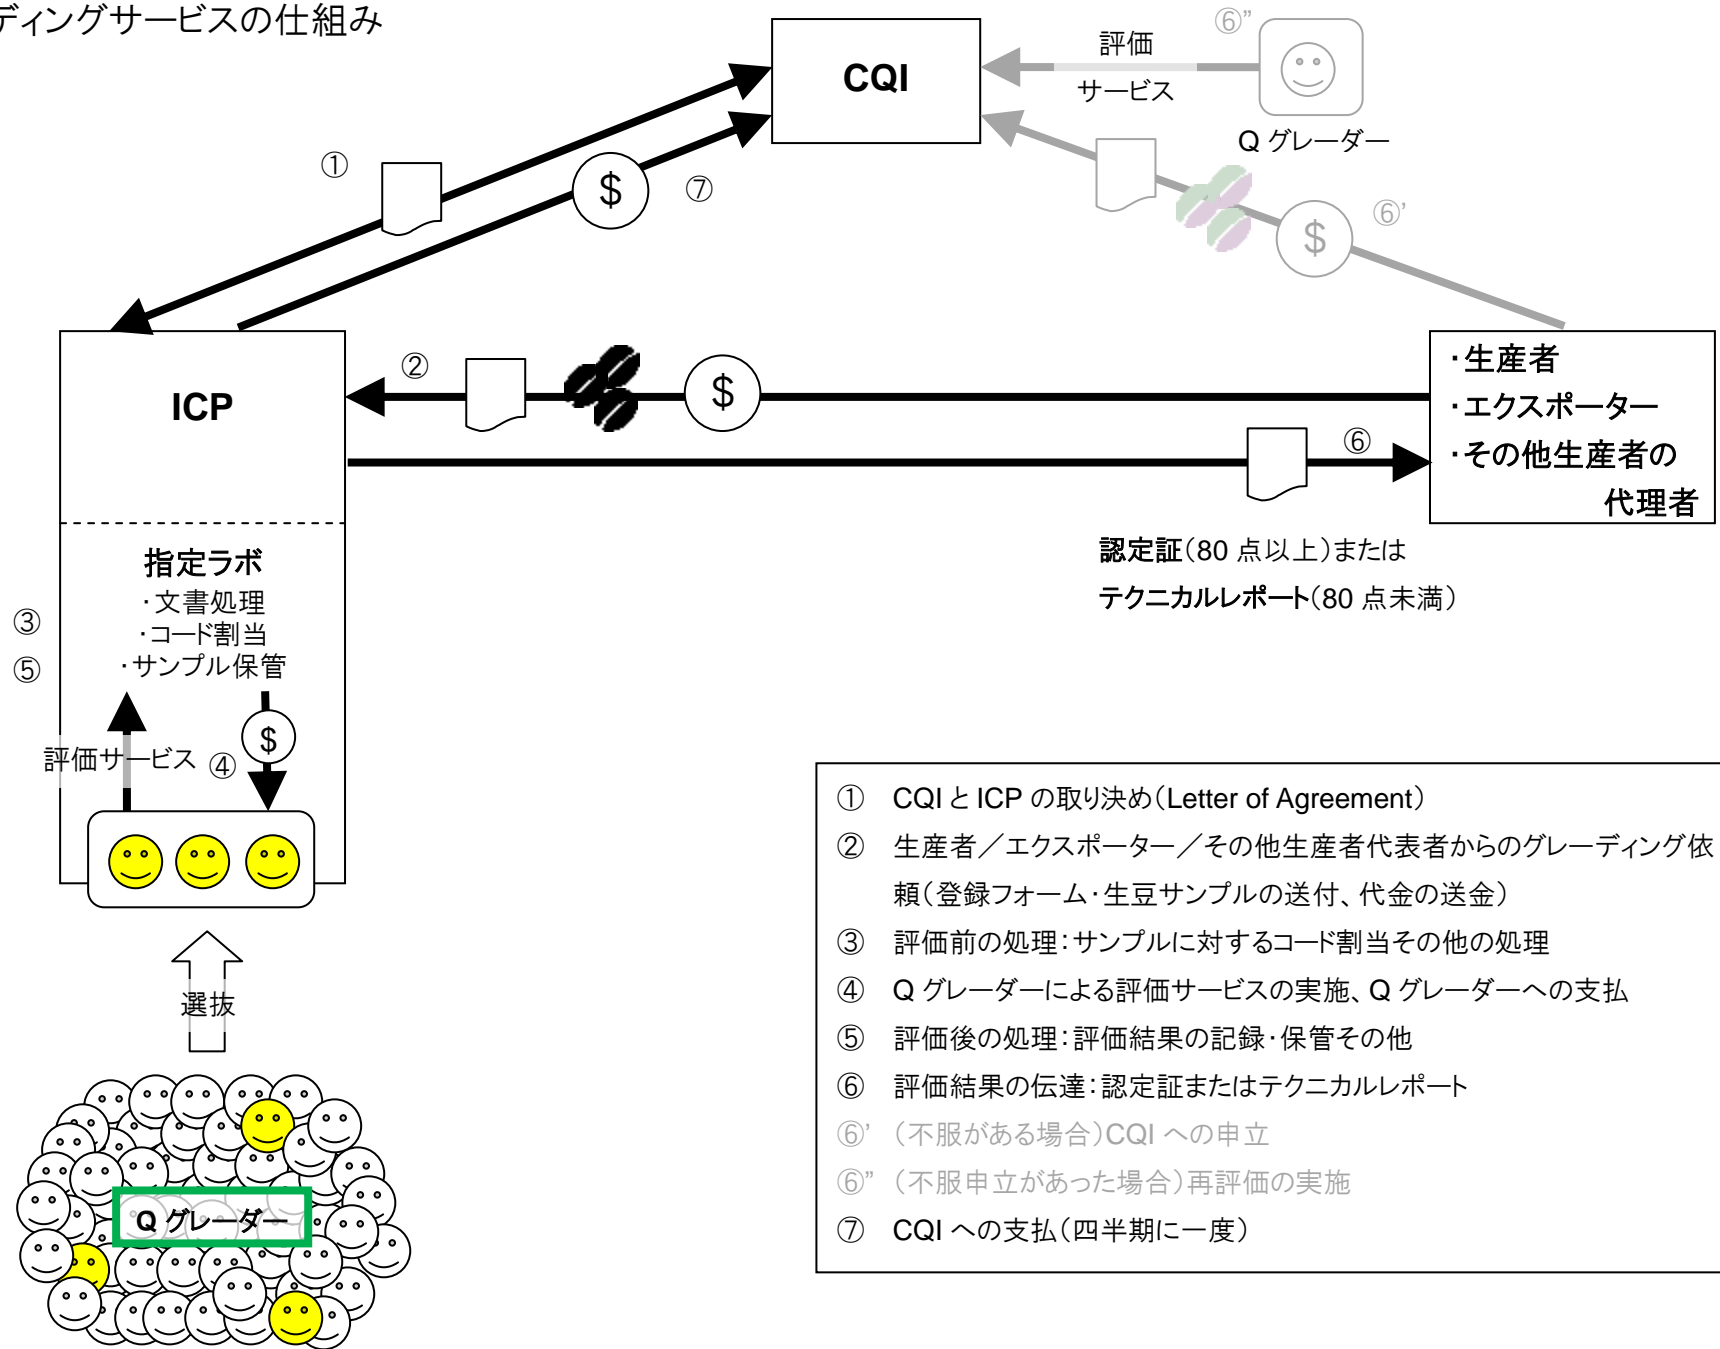 ディングサービスの仕組み
⑥”
評価
CQI
サービス
Q グレーダー
①
$
⑦
⑥’
$
ICP
②
$
・生産者
・エクスポーター
・その他生産者の
代理者
⑥
認定証（80 点以上）または
テクニカルレポート（80 点未満）
指定ラボ
・文書処理
③
・コード割当
⑤
・サンプル保管
$
評価サービス
④
選抜
Q グレーダー
① CQI と ICP の取り決め（Letter of Agreement）
② 生産者／エクスポーター／その他生産者代表者からのグレーディング依
頼（登録フォーム・生豆サンプルの送付、代金の送金）
③ 評価前の処理：サンプルに対するコード割当その他の処理
④ Q グレーダーによる評価サービスの実施、Q グレーダーへの支払
⑤ 評価後の処理：評価結果の記録・保管その他
⑥ 評価結果の伝達：認定証またはテクニカルレポート
⑥’ （不服がある場合）CQI への申立
⑥” （不服申立があった場合）再評価の実施
⑦ CQI への支払（四半期に一度）